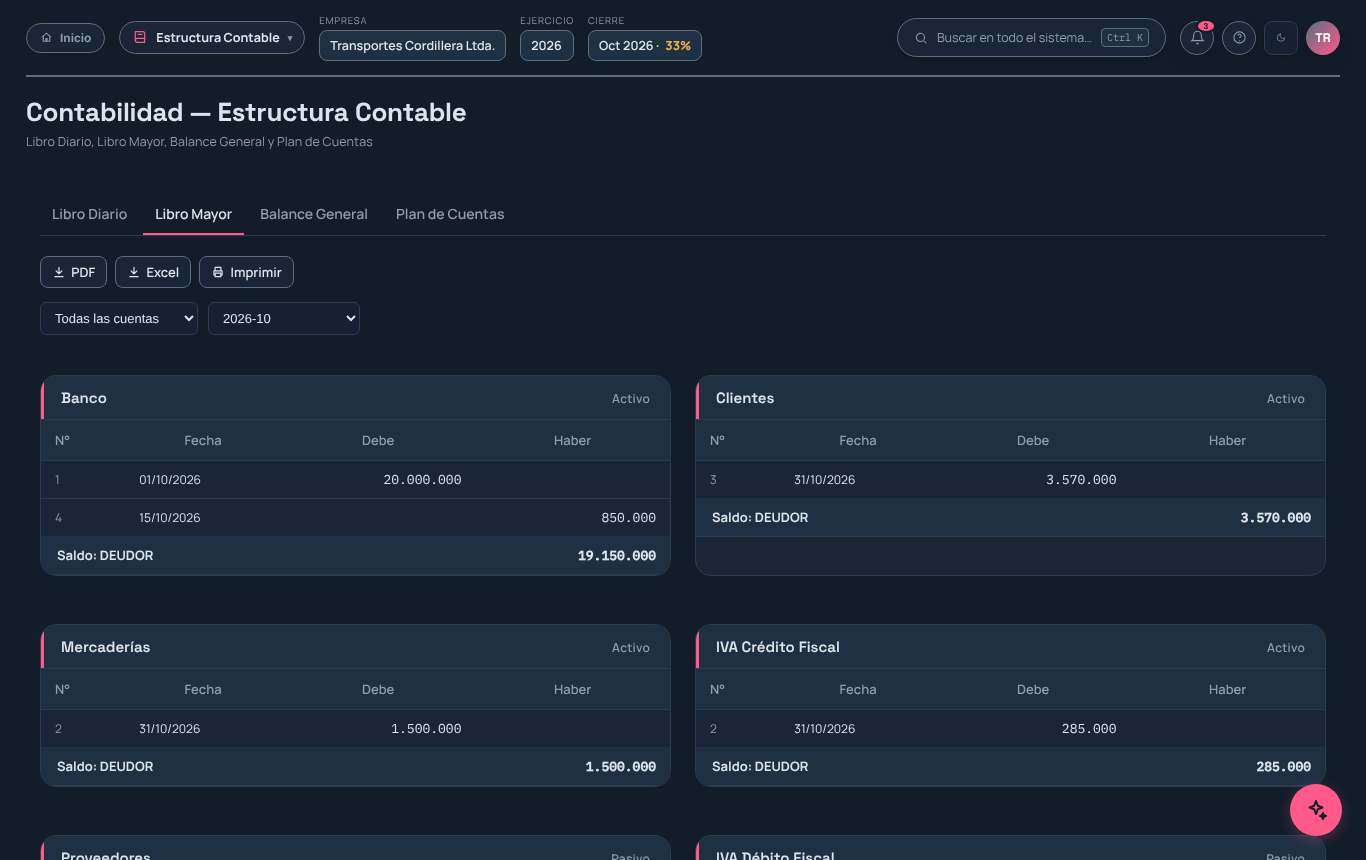 Inicio
Estructura Contable
EMPRESA
Transportes Cordillera Ltda.
EJERCICIO
2026
CIERRE
Oct 2026 · 33%
Buscar en todo el sistema... Ctrl K
3
TR
Contabilidad — Estructura Contable
Libro Diario, Libro Mayor, Balance General y Plan de Cuentas
Libro Diario Libro Mayor Balance General Plan de Cuentas
PDF Excel Imprimir
Todas las cuentas 2026-10
Banco Activo
N° Fecha Debe Haber
1 01/10/2026 20.000.000
4 15/10/2026 850.000
Saldo: DEUDOR 19.150.000
Clientes Activo
N° Fecha Debe Haber
3 31/10/2026 3.570.000
Saldo: DEUDOR 3.570.000
Mercaderías Activo
N° Fecha Debe Haber
2 31/10/2026 1.500.000
Saldo: DEUDOR 1.500.000
IVA Crédito Fiscal Activo
N° Fecha Debe Haber
2 31/10/2026 285.000
Saldo: DEUDOR 285.000
Proveedores Pasivo
IVA Débito Fiscal Pasivo